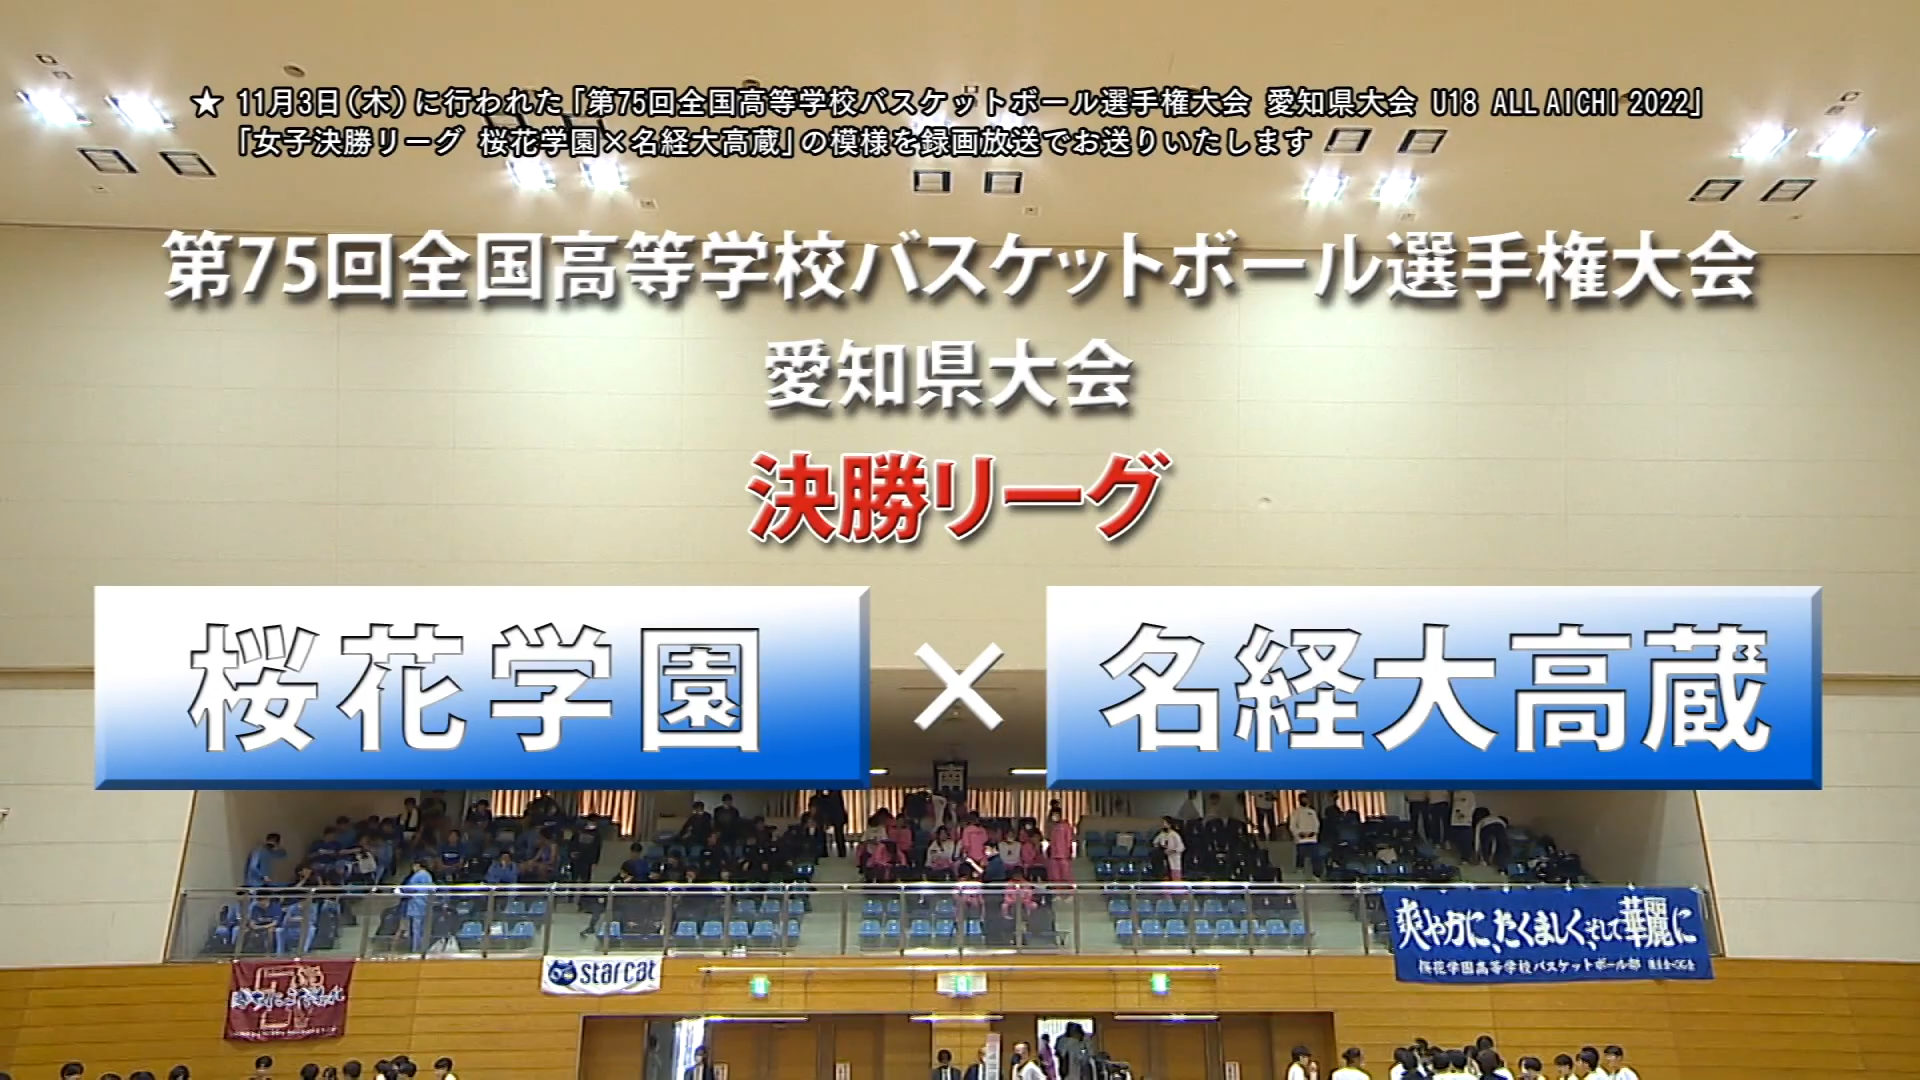 ★ 11月3日(木)に行われた「第75回全国高等学校バスケットボール選手権大会 愛知県大会 U18 ALL AICHI 2022」
「女子決勝リーグ 桜花学園×名経大高蔵」の模様を録画放送でお送りいたします
第75回全国高等学校バスケットボール選手権大会
愛知県大会
決勝リーグ
桜花学園 × 名経大高蔵
爽やかに、たくましく、そして華麗に
桜花学園高等学校バスケットボール部
starcat